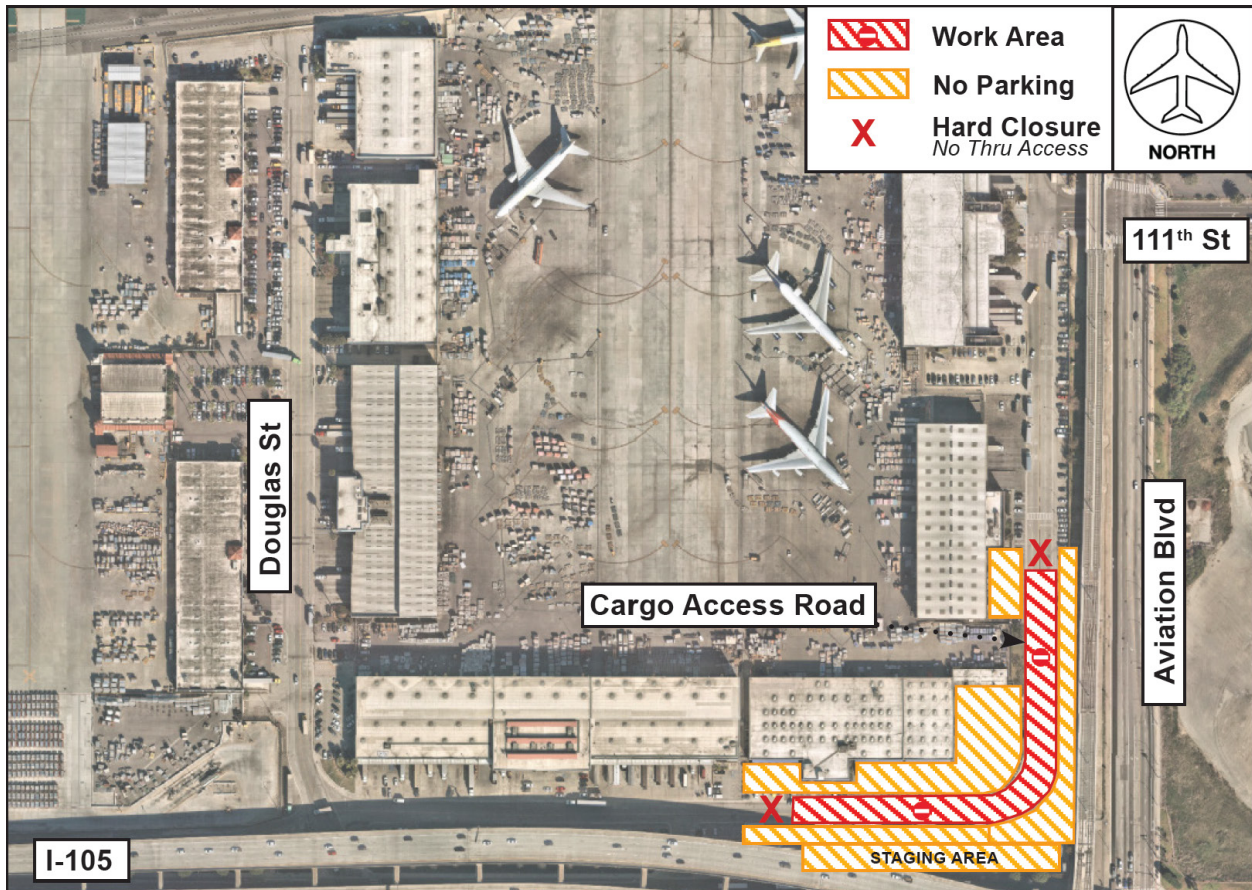 Work Area
No Parking
X
Hard Closure
No Thru Access
NORTH
111th St
Douglas St
X
Cargo Access Road
Aviation Blvd
X
STAGING AREA
I-105